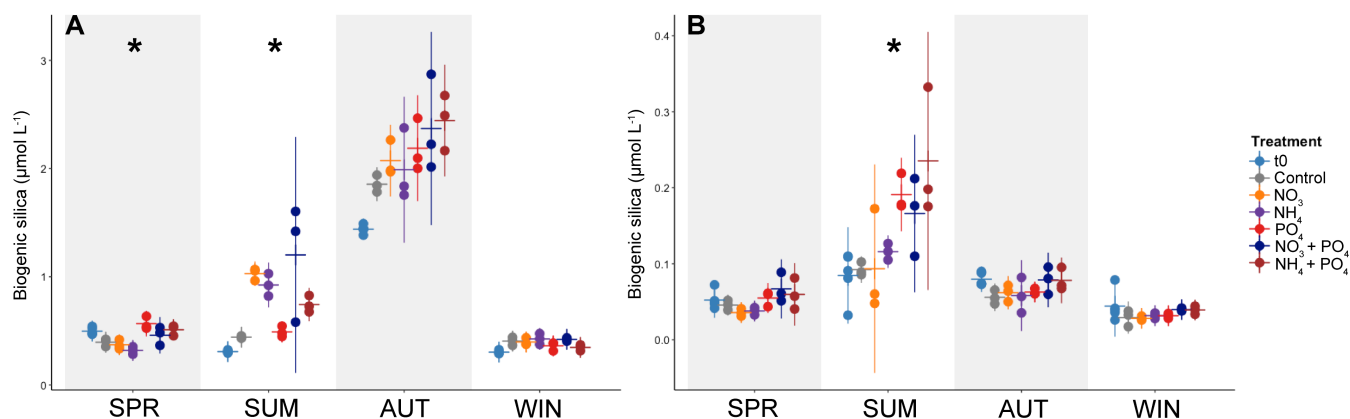 A
*
*
Biogenic silica (µmol L⁻¹)
3
2
1
0
SPR
SUM
AUT
WIN
B
*
Biogenic silica (µmol L⁻¹)
0.4
0.3
0.2
0.1
0.0
SPR
SUM
AUT
WIN
Treatment
t0
Control
NO₃
NH₄
PO₄
NO₃ + PO₄
NH₄ + PO₄